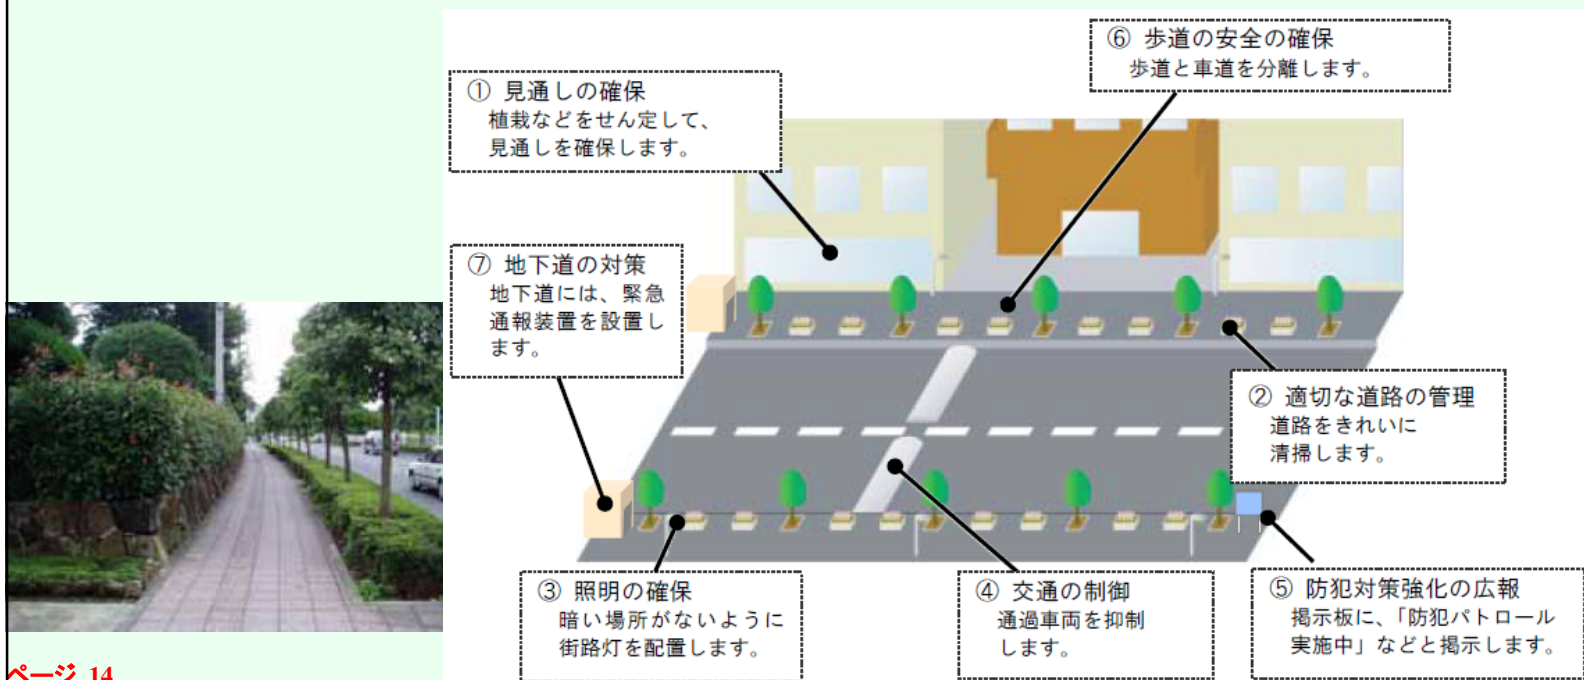 ① 見通しの確保
植栽などをせん定して、
見通しを確保します。
⑥ 歩道の安全の確保
歩道と車道を分離します。
⑦ 地下道の対策
地下道には、緊急
通報装置を設置し
ます。
② 適切な道路の管理
道路をきれいに
清掃します。
③ 照明の確保
暗い場所がないように
街路灯を配置します。
④ 交通の制御
通過車両を抑制
します。
⑤ 防犯対策強化の広報
掲示板に、「防犯パトロール
実施中」などと掲示します。
ページ 14